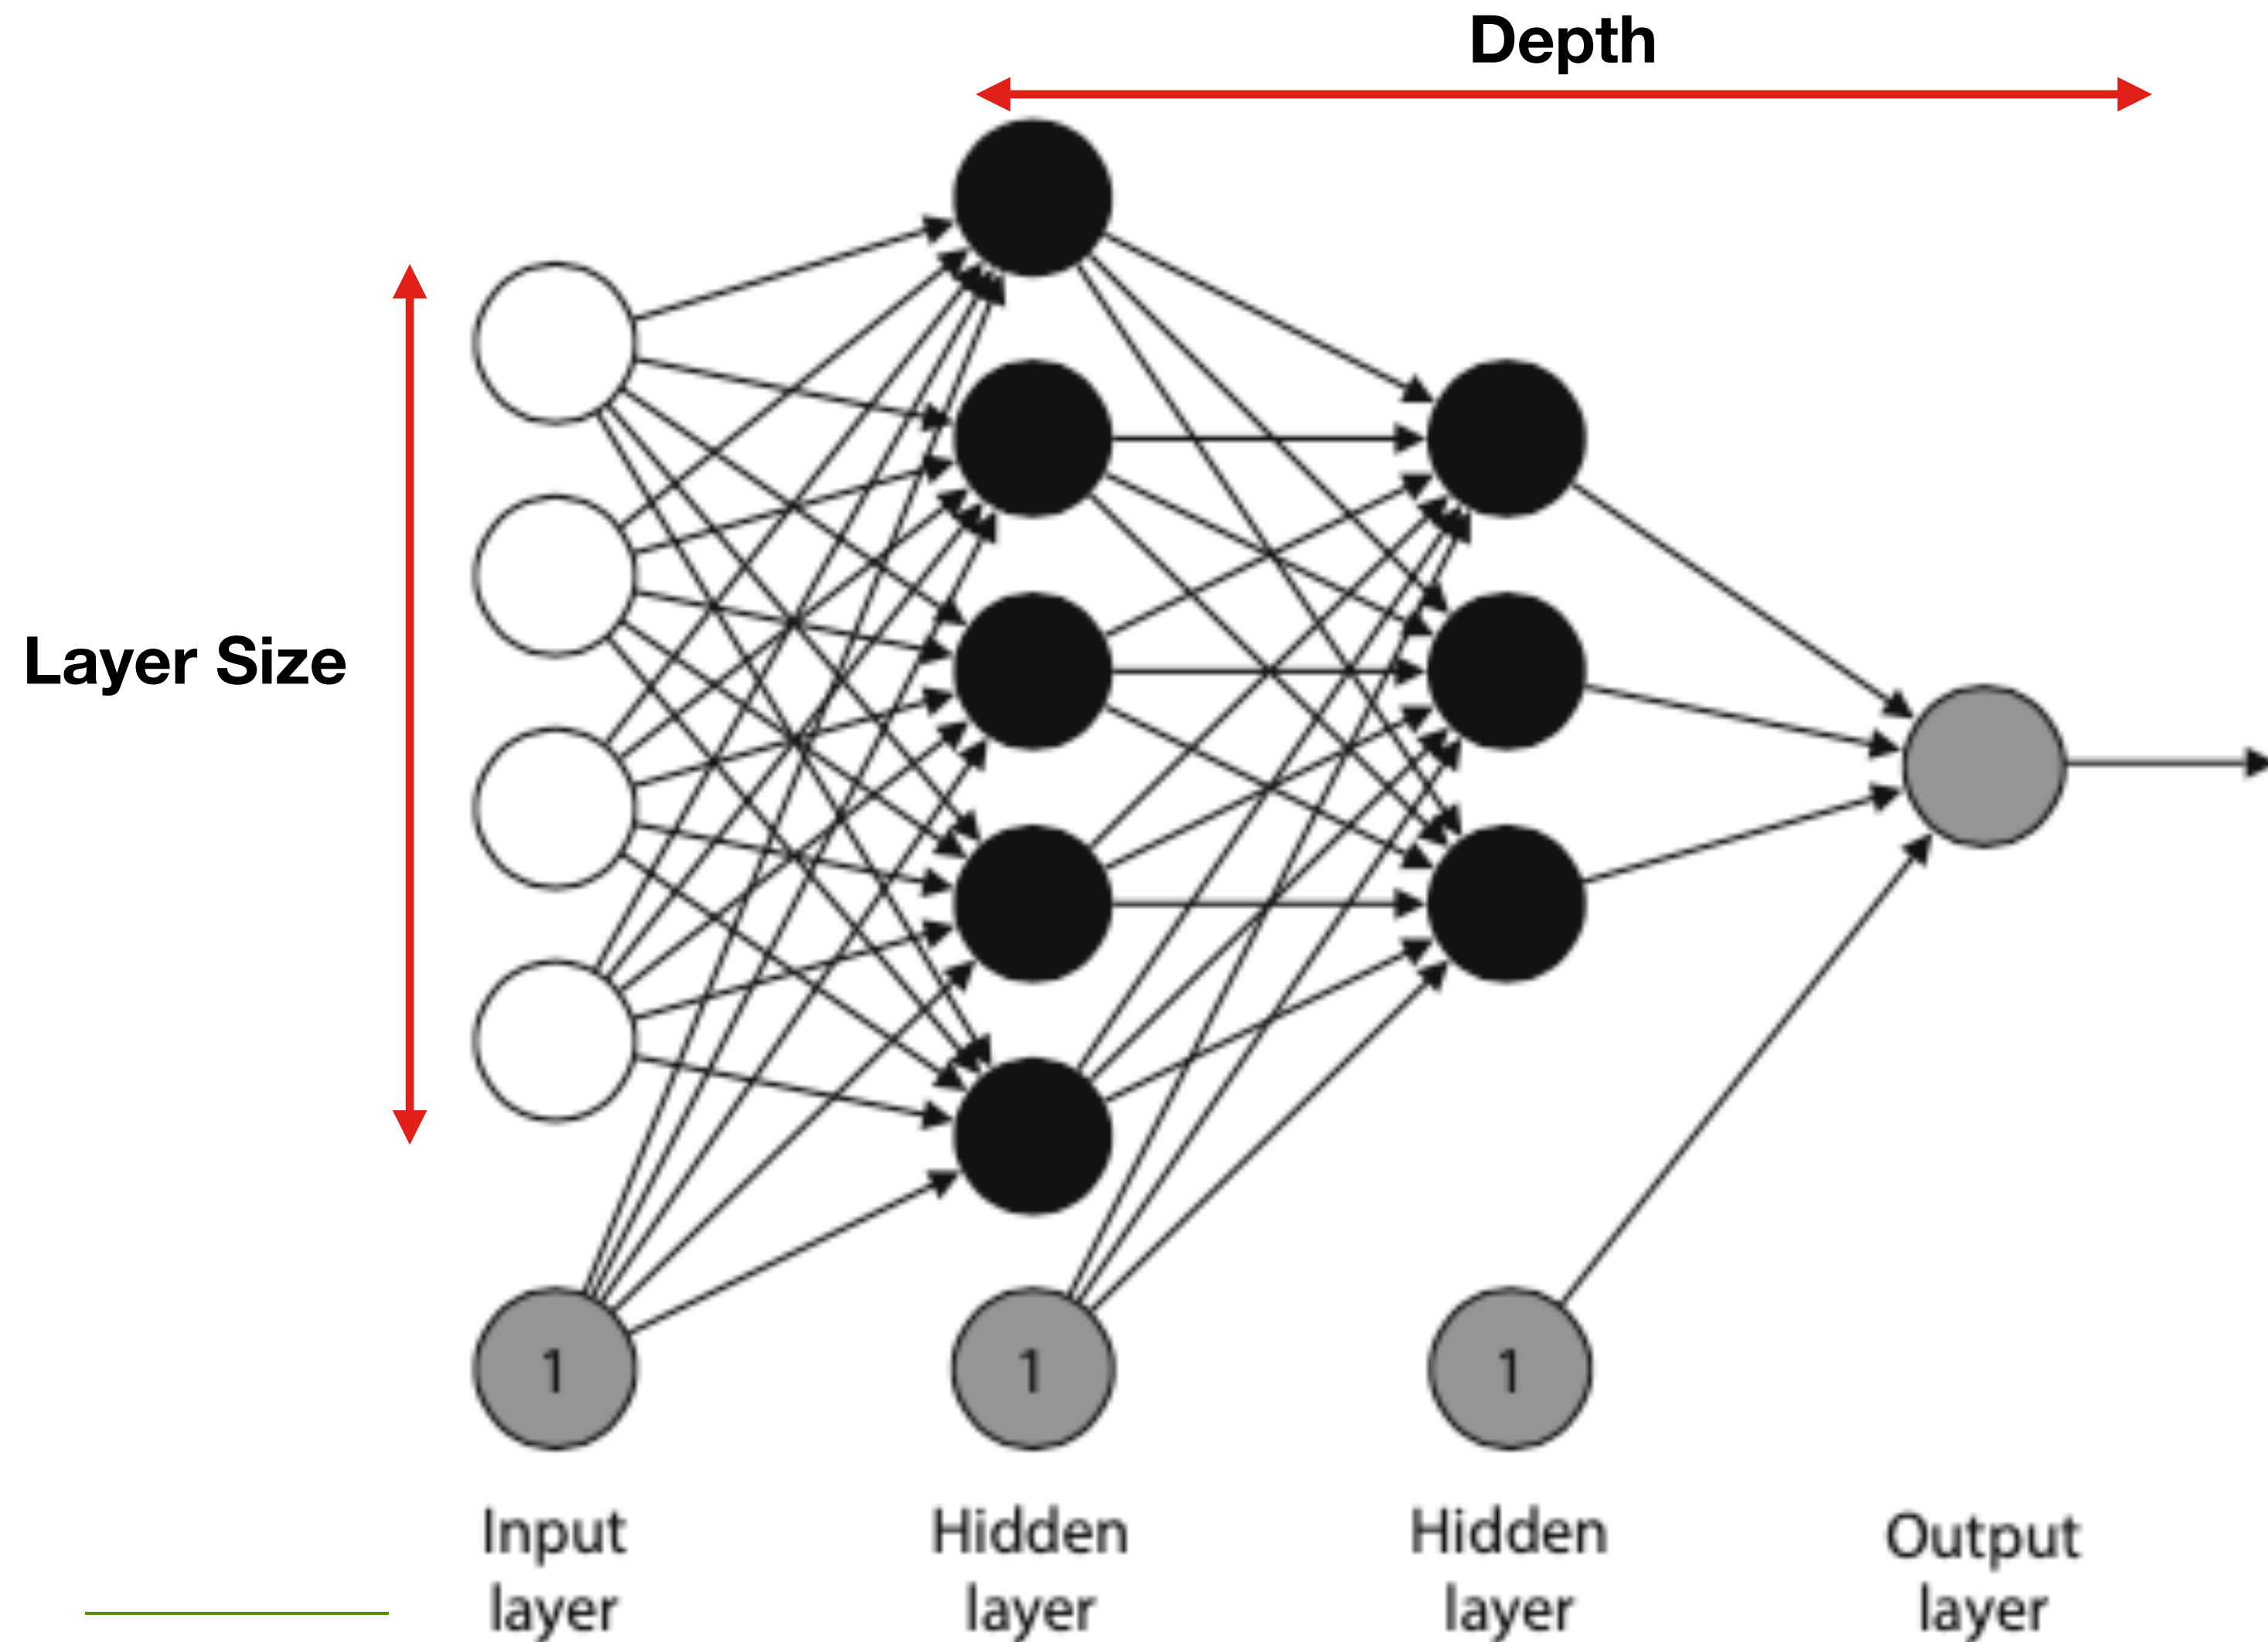 Depth
Layer Size
1
1
1
Input
layer
Hidden
layer
Hidden
layer
Output
layer